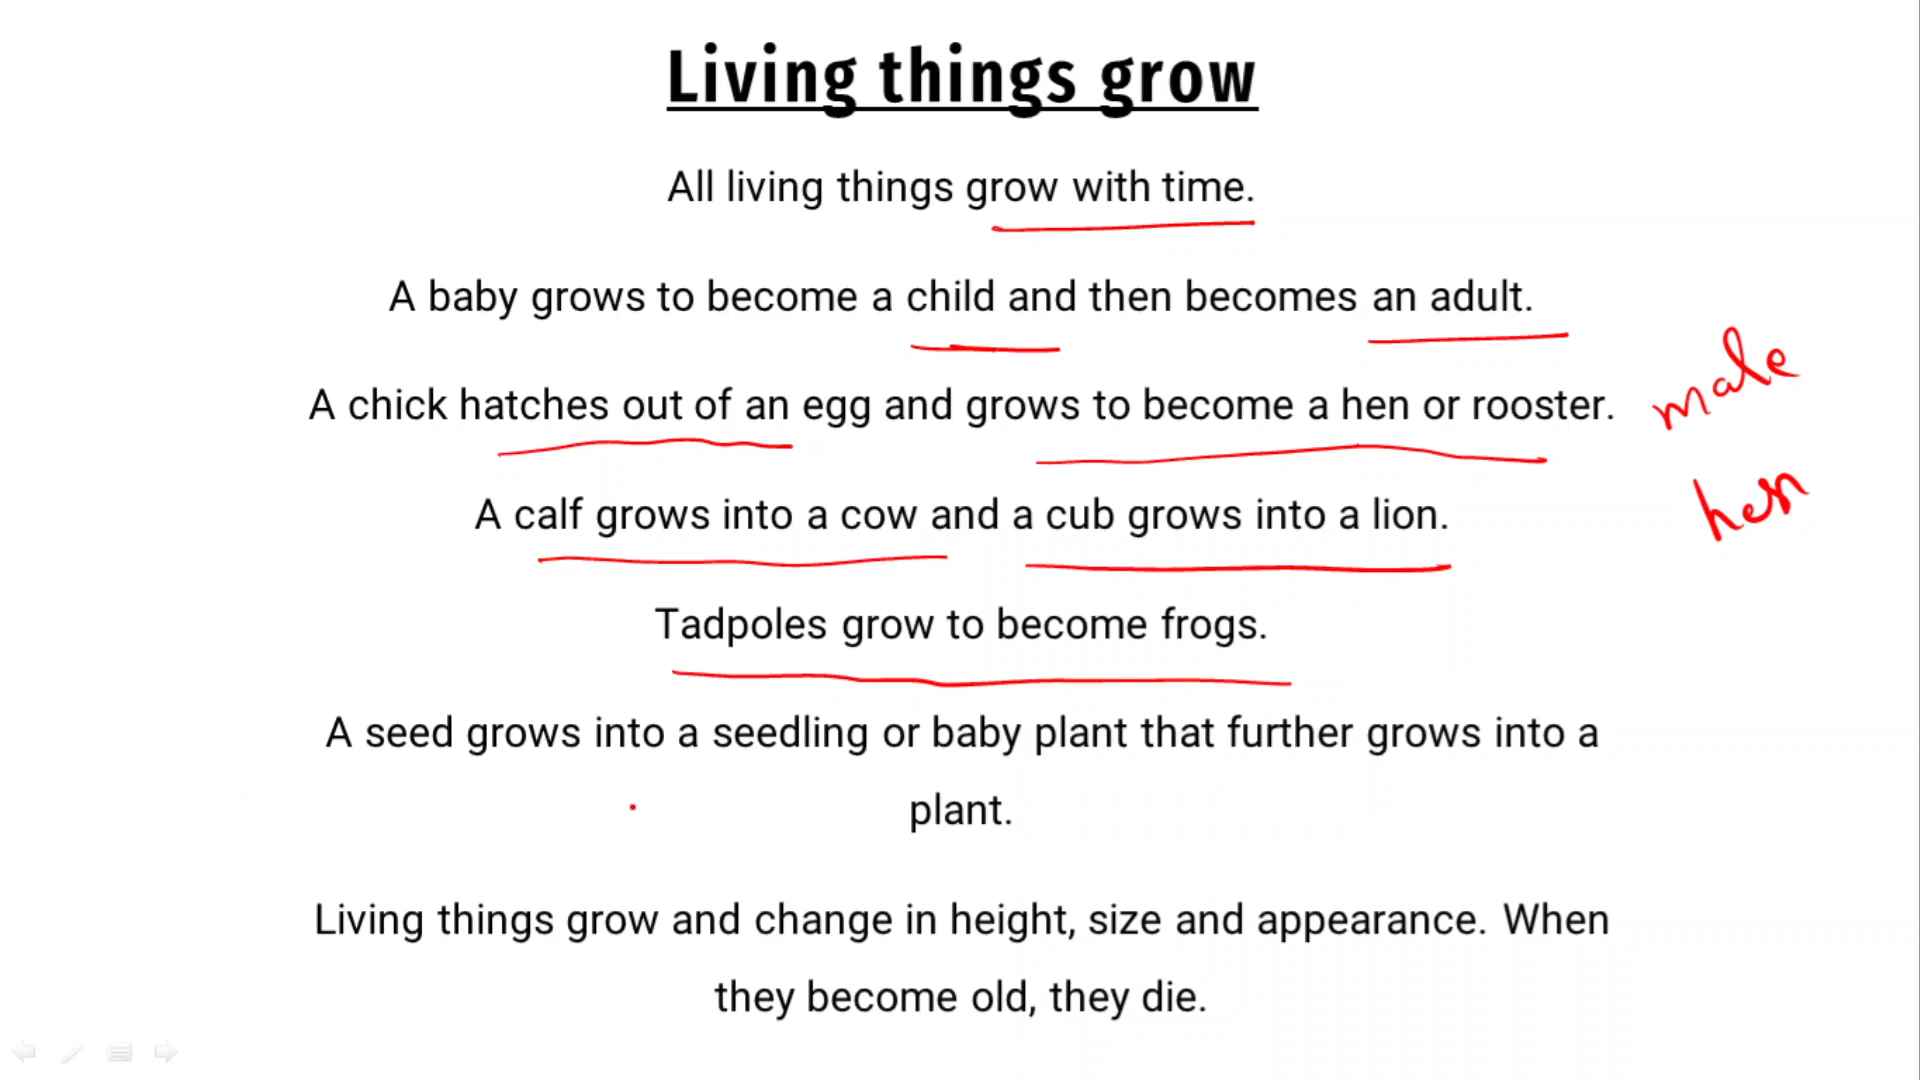 Living things grow
All living things grow with time.
A baby grows to become a child and then becomes an adult.
A chick hatches out of an egg and grows to become a hen or rooster.
male
hen
A calf grows into a cow and a cub grows into a lion.
Tadpoles grow to become frogs.
A seed grows into a seedling or baby plant that further grows into a
plant.
Living things grow and change in height, size and appearance. When
they become old, they die.